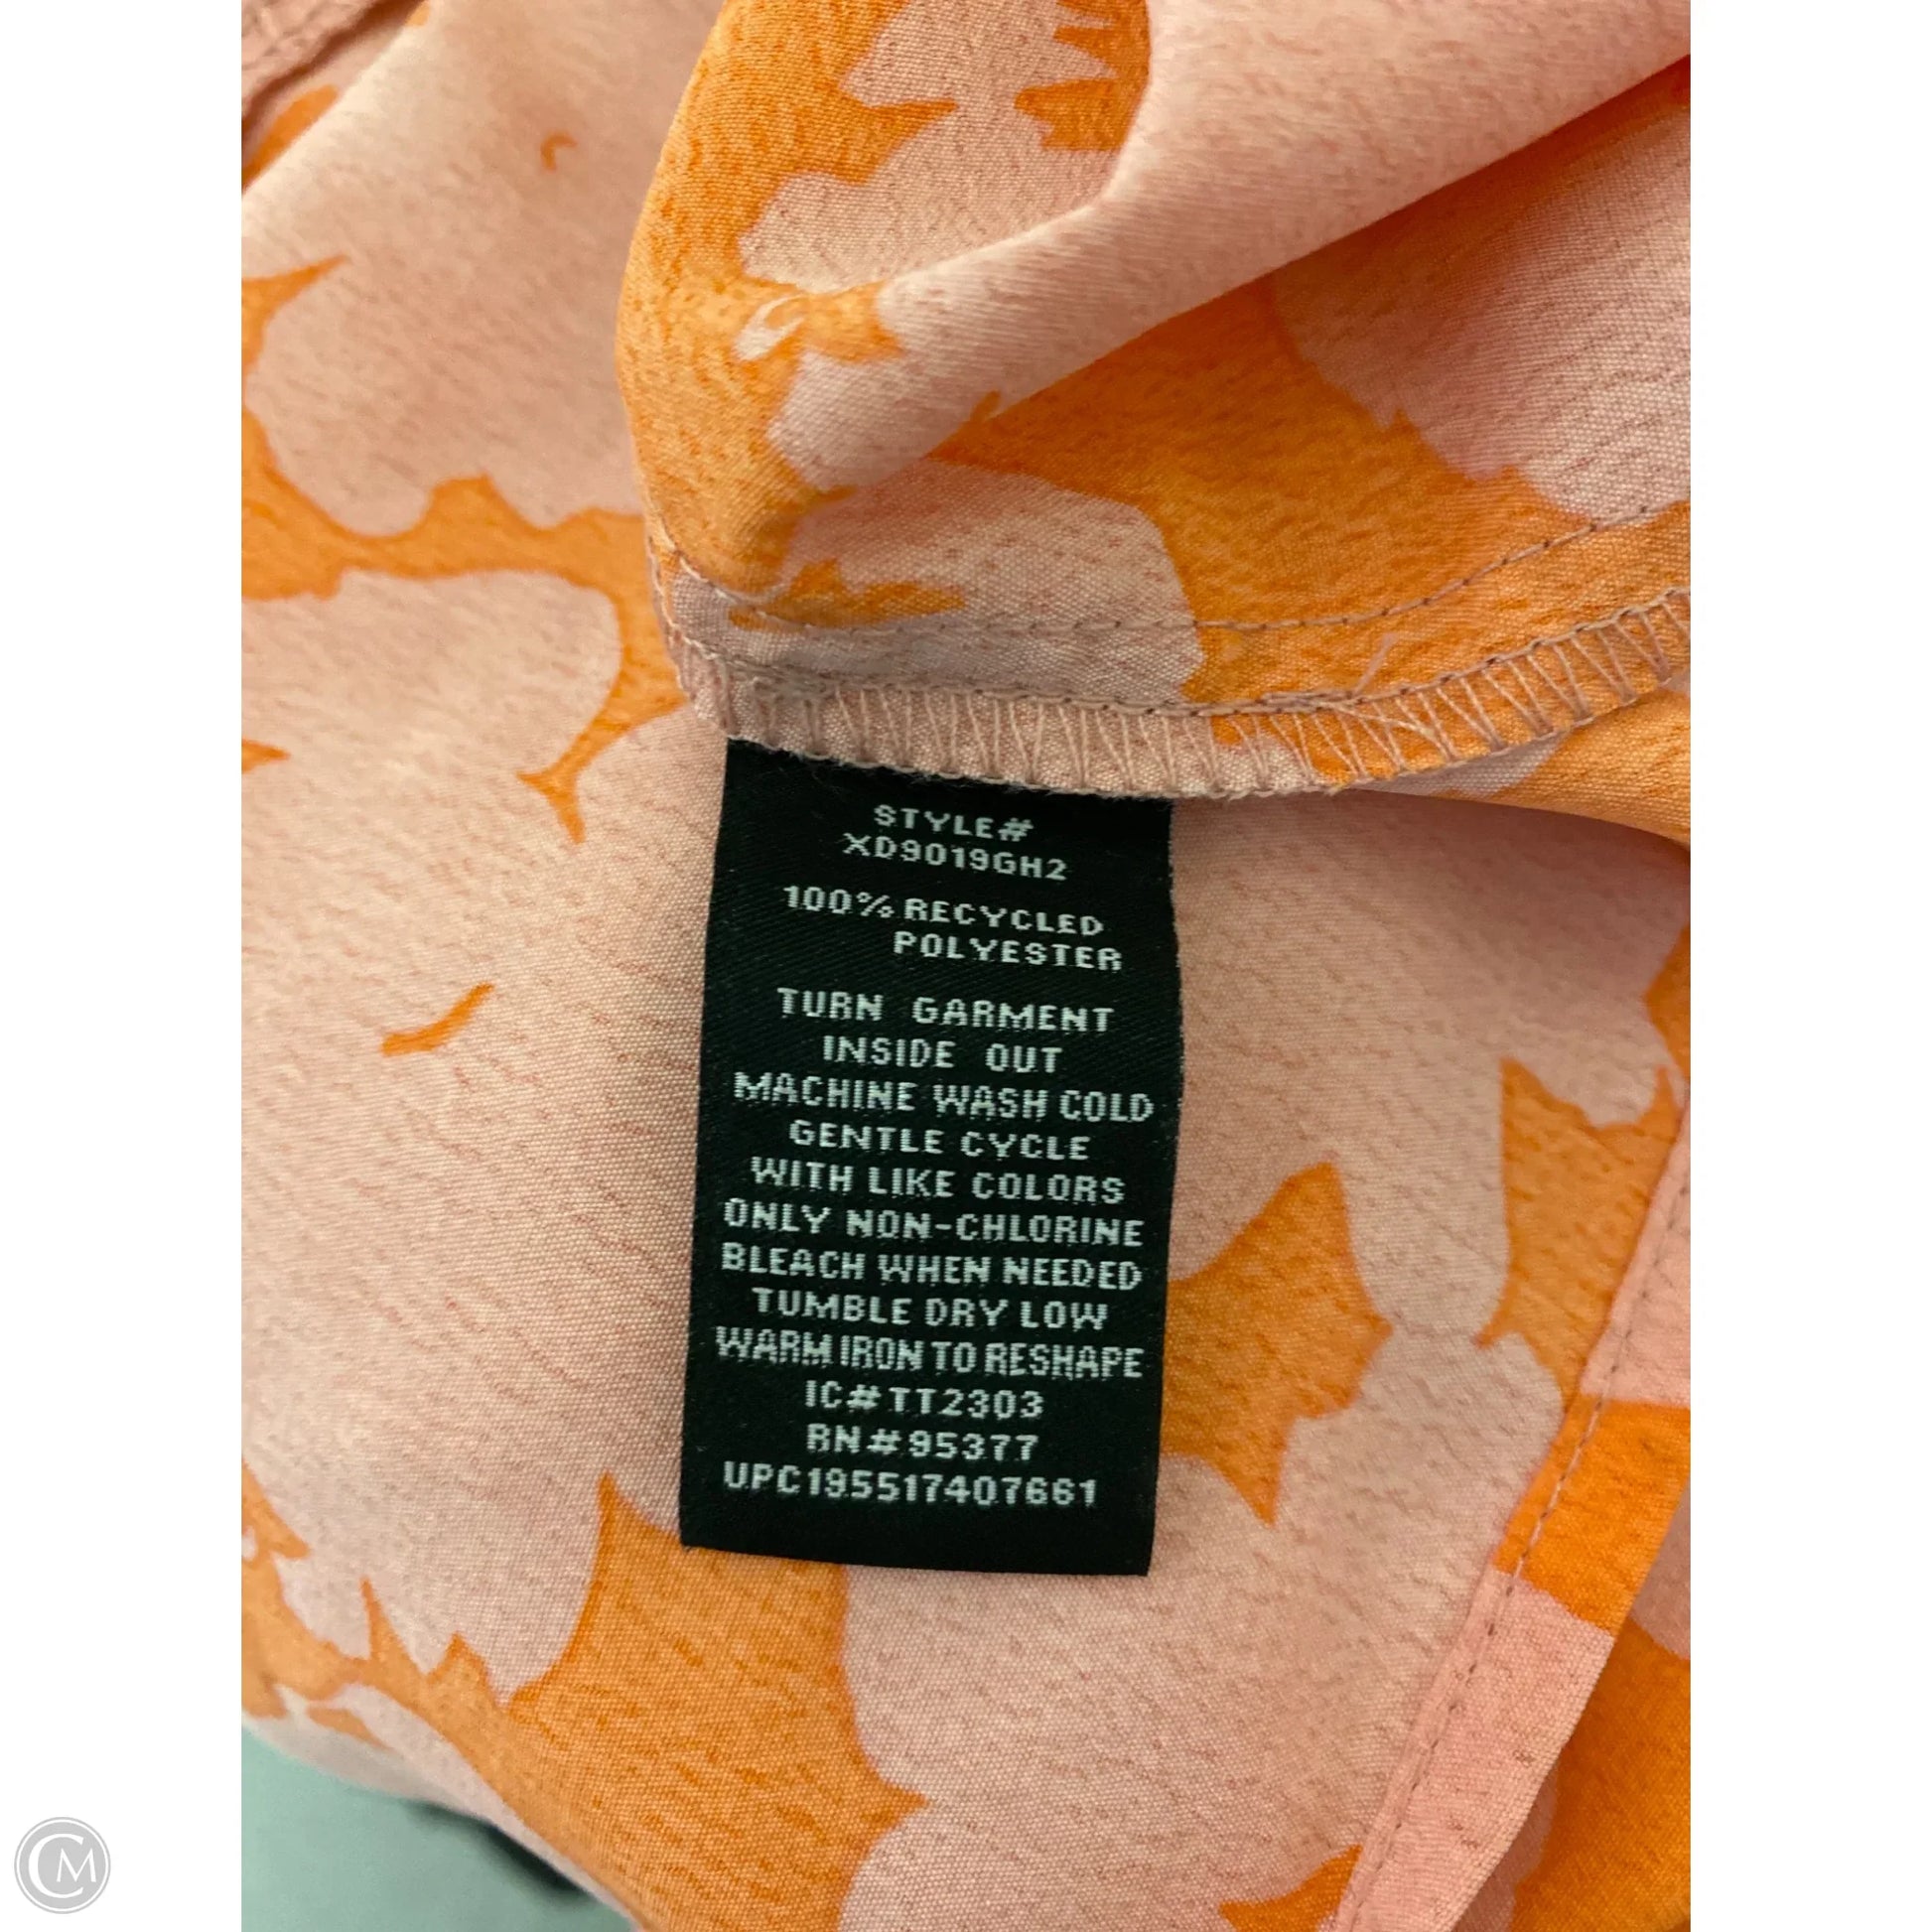 STYLE#
XD9019GH2
100% RECYCLED
POLYESTER
TURN GARMENT
INSIDE OUT
MACHINE WASH COLD
GENTLE CYCLE
WITH LIKE COLORS
ONLY NON-CHLORINE
BLEACH WHEN NEEDED
TUMBLE DRY LOW
WARM IRON TO RESHAPE
IC#TT2303
RN#95377
UPC195517407661
CM